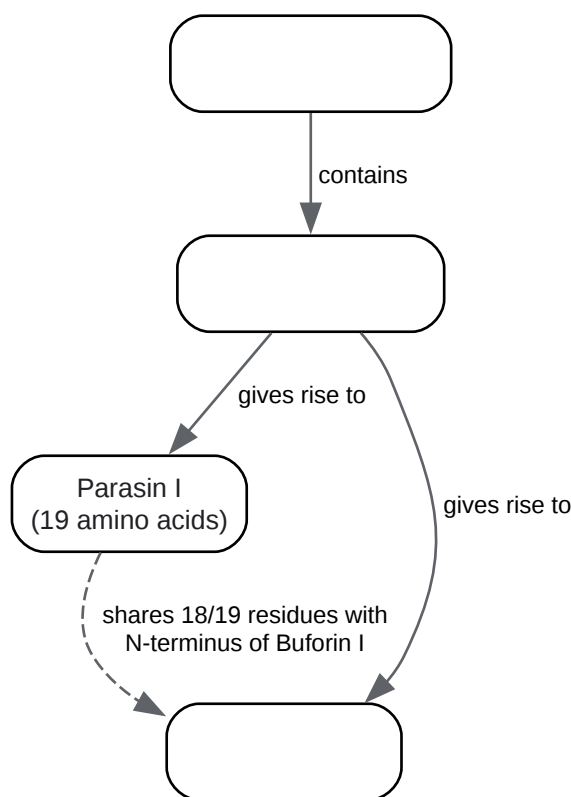 contains
gives rise to
Parasin I
(19 amino acids)
gives rise to
shares 18/19 residues with
N-terminus of Buforin I